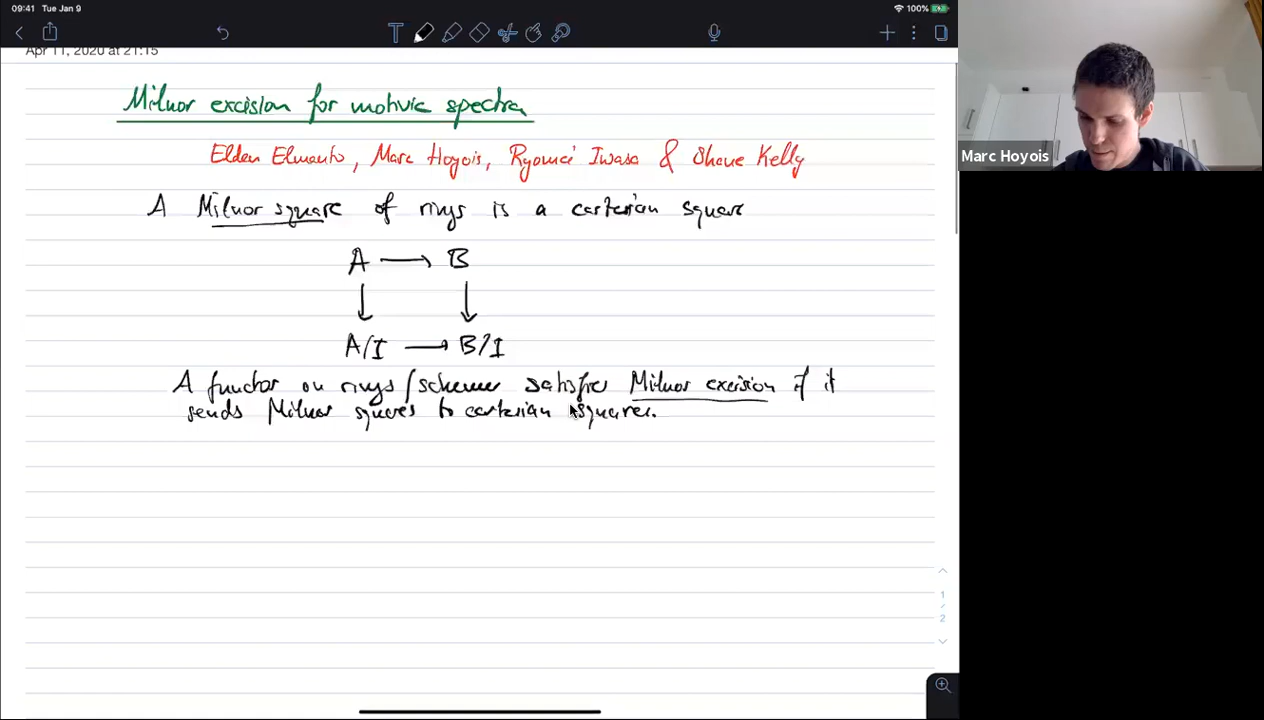 09:41 Tue Jan 9
100%
Apr 11, 2020 at 21:15
Milnor excision for motivic spectra
Elden Elmanto, Marc Hoyois, Ryomei Iwasa & Shane Kelly
Marc Hoyois
A Milnor square of rings is a cartesian square
A → B
↓ ↓
A/I → B/I
A functor on rings/schemes satisfies Milnor excision if it
sends Milnor squares to cartesian squares.
1
/
2